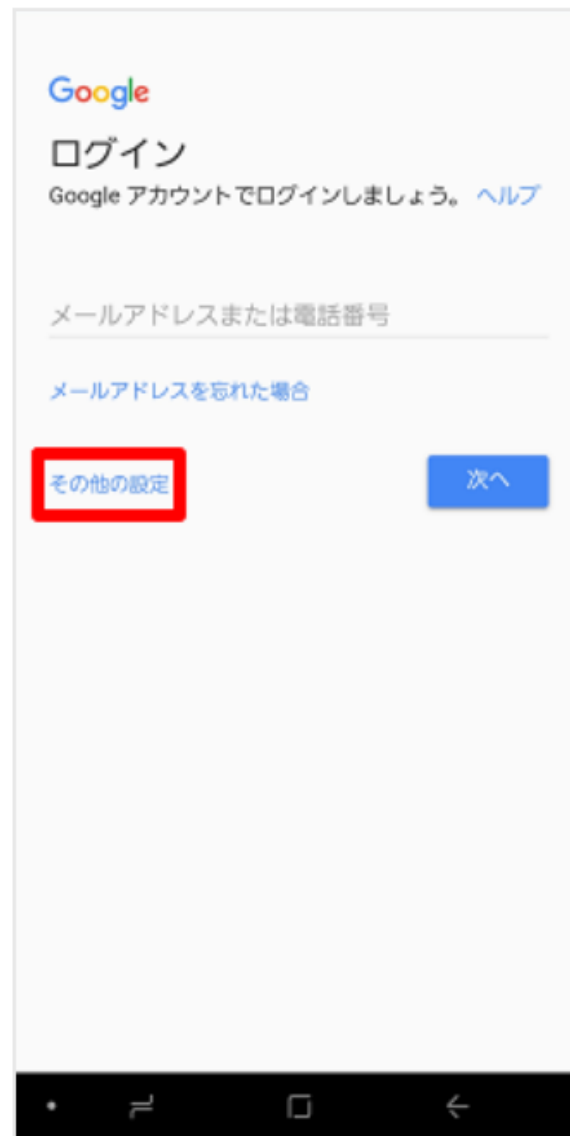 Google
ログイン
Google アカウントでログインしましょう。 ヘルプ
メールアドレスまたは電話番号
メールアドレスを忘れた場合
その他の設定
次へ